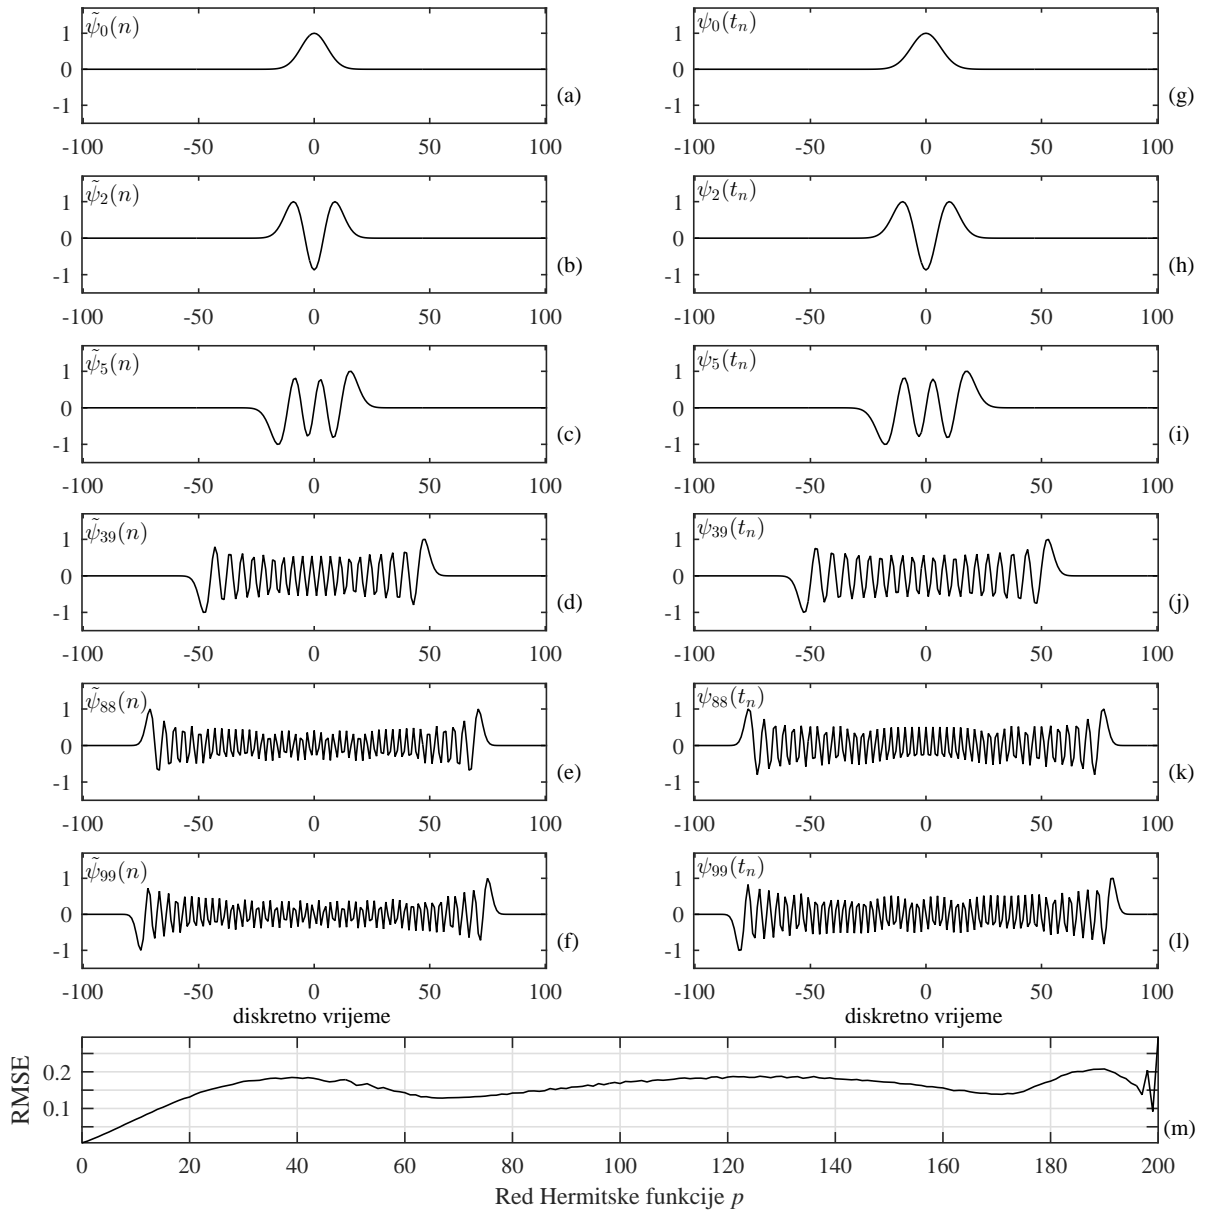 ψ̃₀(n)
1
0
-1
(a)
-100 -50 0 50 100
ψ₀(tₙ)
1
0
-1
(g)
-100 -50 0 50 100
ψ̃₂(n)
1
0
-1
(b)
-100 -50 0 50 100
ψ₂(tₙ)
1
0
-1
(h)
-100 -50 0 50 100
ψ̃₅(n)
1
0
-1
(c)
-100 -50 0 50 100
ψ₅(tₙ)
1
0
-1
(i)
-100 -50 0 50 100
ψ̃₃₉(n)
1
0
-1
(d)
-100 -50 0 50 100
ψ₃₉(tₙ)
1
0
-1
(j)
-100 -50 0 50 100
ψ̃₈₈(n)
1
0
-1
(e)
-100 -50 0 50 100
ψ₈₈(tₙ)
1
0
-1
(k)
-100 -50 0 50 100
ψ̃₉₉(n)
1
0
-1
(f)
-100 -50 0 50 100
diskretno vrijeme
ψ₉₉(tₙ)
1
0
-1
(l)
-100 -50 0 50 100
diskretno vrijeme
RMSE
0.2
0.1
(m)
0 20 40 60 80 100 120 140 160 180 200
Red Hermitske funkcije p